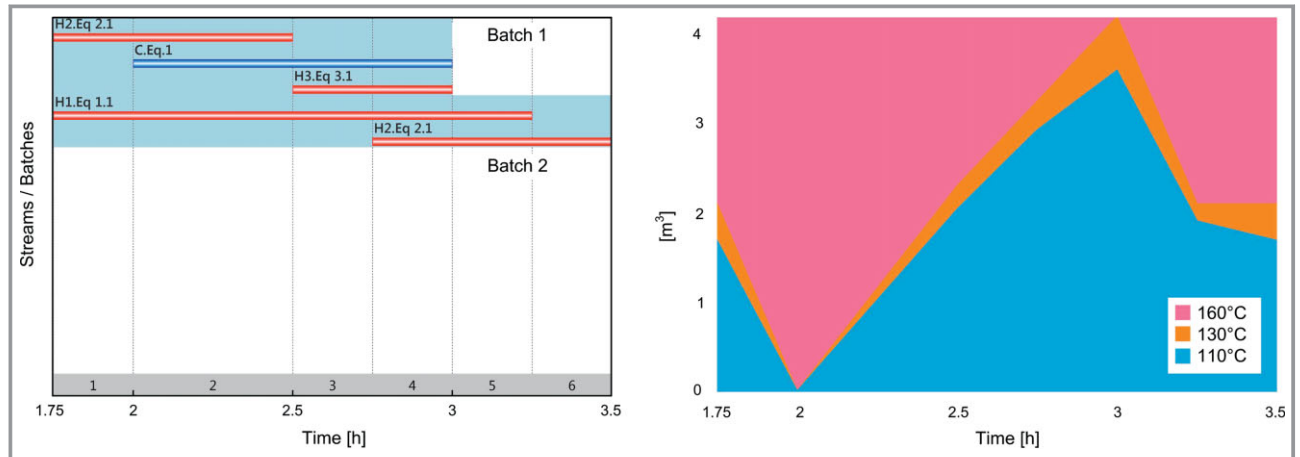 Streams / Batches
H2.Eq 2.1
Batch 1
C.Eq.1
H3.Eq 3.1
H1.Eq 1.1
H2.Eq 2.1
Batch 2
1 2 3 4 5 6
1.75 2 2.5 3 3.5
Time [h]
[m³]
4
3
2
1
0
160°C
130°C
110°C
1.75 2 2.5 3 3.5
Time [h]